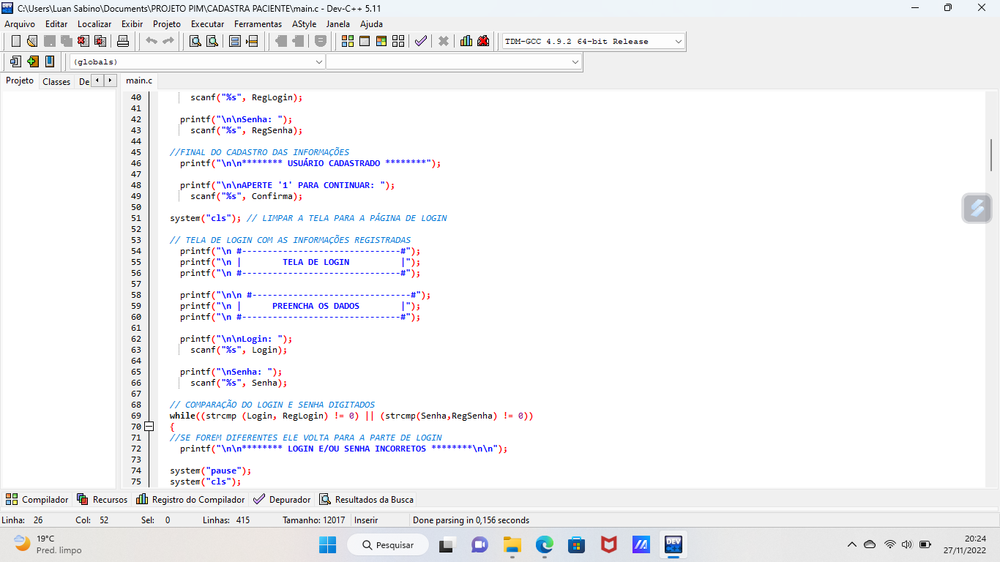 C:\Users\Luan Sabino\Documents\PROJETO PIM\CADASTRA PACIENTE\main.c - Dev-C++ 5.11
Arquivo Editar Localizar Exibir Projeto Executar Ferramentas AStyle Janela Ajuda
TDM-GCC 4.9.2 64-bit Release
(globals)
Projeto Classes De main.c
40 scanf("%s", RegLogin);
41
42 printf("\n\nSenha: ");
43 scanf("%s", RegSenha);
44
45 //FINAL DO CADASTRO DAS INFORMAÇÕES
46 printf("\n\n******** USUÁRIO CADASTRADO ********");
47
48 printf("\n\nAPERTE '1' PARA CONTINUAR: ");
49 scanf("%s", Confirma);
50
51 system("cls"); // LIMPAR A TELA PARA A PÁGINA DE LOGIN
52
53 // TELA DE LOGIN COM AS INFORMAÇÕES REGISTRADAS
54 printf("\n #-------------------------------#");
55 printf("\n |        TELA DE LOGIN          |");
56 printf("\n #-------------------------------#");
57
58 printf("\n\n #-------------------------------#");
59 printf("\n |      PREENCHA OS DADOS        |");
60 printf("\n #-------------------------------#");
61
62 printf("\n\nLogin: ");
63 scanf("%s", Login);
64
65 printf("\nSenha: ");
66 scanf("%s", Senha);
67
68 // COMPARAÇÃO DO LOGIN E SENHA DIGITADOS
69 while((strcmp (Login, RegLogin) != 0) || (strcmp(Senha,RegSenha) != 0))
70 {
71 //SE FOREM DIFERENTES ELE VOLTA PARA A PARTE DE LOGIN
72 printf("\n\n******** LOGIN E/OU SENHA INCORRETOS ********\n\n");
73
74 system("pause");
75 system("cls");
Compilador Recursos Registro do Compilador Depurador Resultados da Busca
Linha: 26 Col: 52 Sel: 0 Linhas: 415 Tamanho: 12017 Inserir Done parsing in 0,156 seconds
19°C
Pred. limpo
Pesquisar
DEV
20:24
27/11/2022